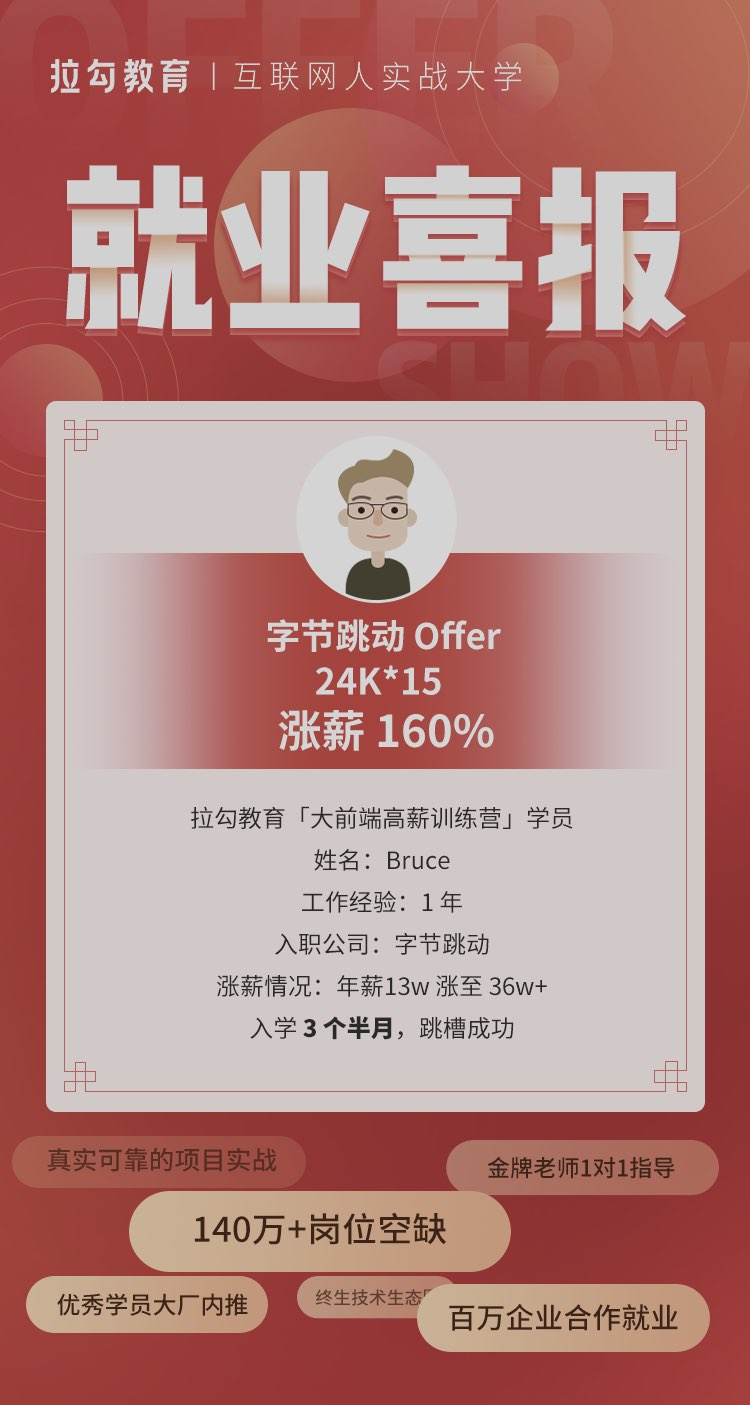 拉勾教育 | 互联网人实战大学
OFFER
就业喜报
SHOW
字节跳动 Offer
24K*15
涨薪 160%
拉勾教育「大前端高薪训练营」学员
姓名：Bruce
工作经验：1 年
入职公司：字节跳动
涨薪情况：年薪13w 涨至 36w+
入学 3 个半月，跳槽成功
真实可靠的项目实战
金牌老师1对1指导
140万+岗位空缺
优秀学员大厂内推
终生技术生态
百万企业合作就业